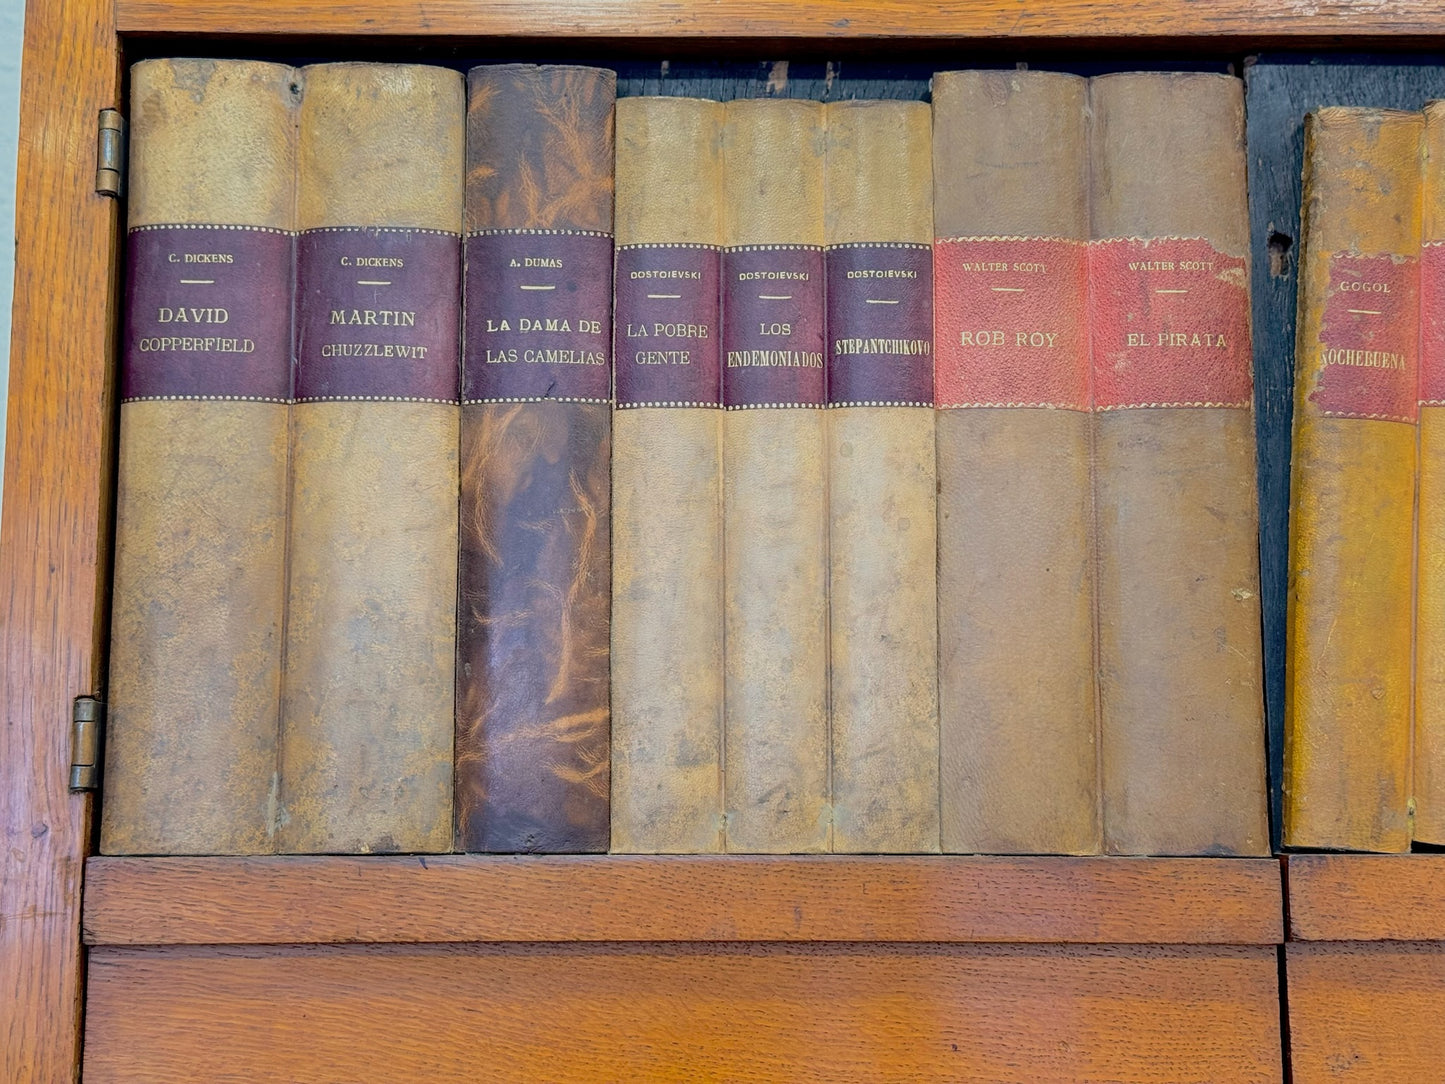 C. DICKENS
DAVID
COPPERFIELD
C. DICKENS
MARTIN
CHUZZLEWIT
A. DUMAS
LA DAMA DE
LAS CAMELIAS
DOSTOIEVSKI
LA POBRE
GENTE
DOSTOIEVSKI
LOS
ENDEMONIADOS
DOSTOIEVSKI
STEPANTCHIKOVO
WALTER SCOTT
ROB ROY
WALTER SCOTT
EL PIRATA
GOGOL
NOCHEBUENA